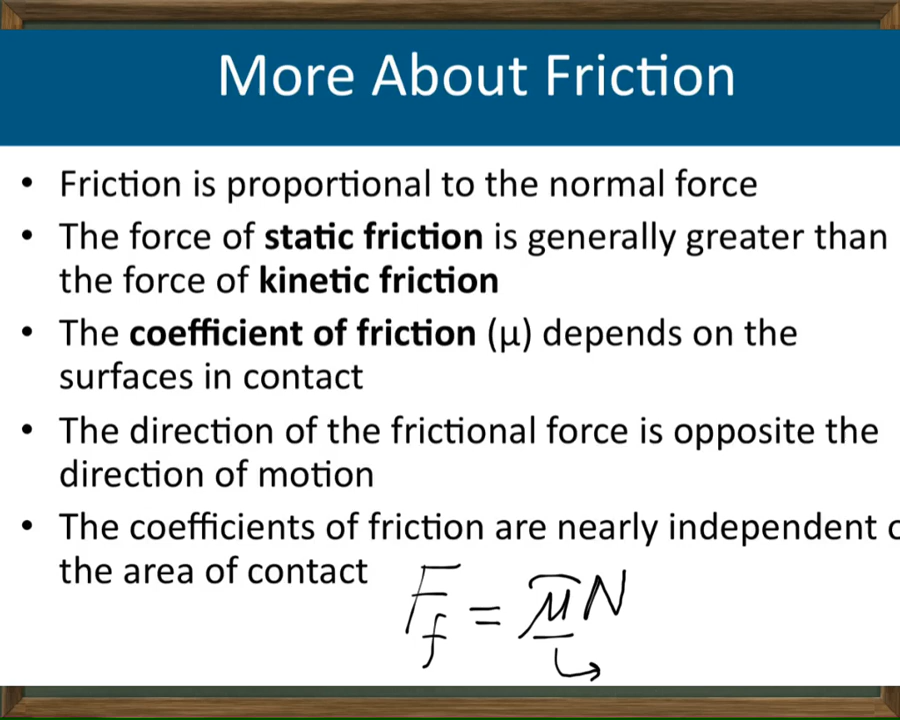 More About Friction
• Friction is proportional to the normal force
• The force of static friction is generally greater than
the force of kinetic friction
• The coefficient of friction (μ) depends on the
surfaces in contact
• The direction of the frictional force is opposite the
direction of motion
• The coefficients of friction are nearly independent
the area of contact
F_f = μN